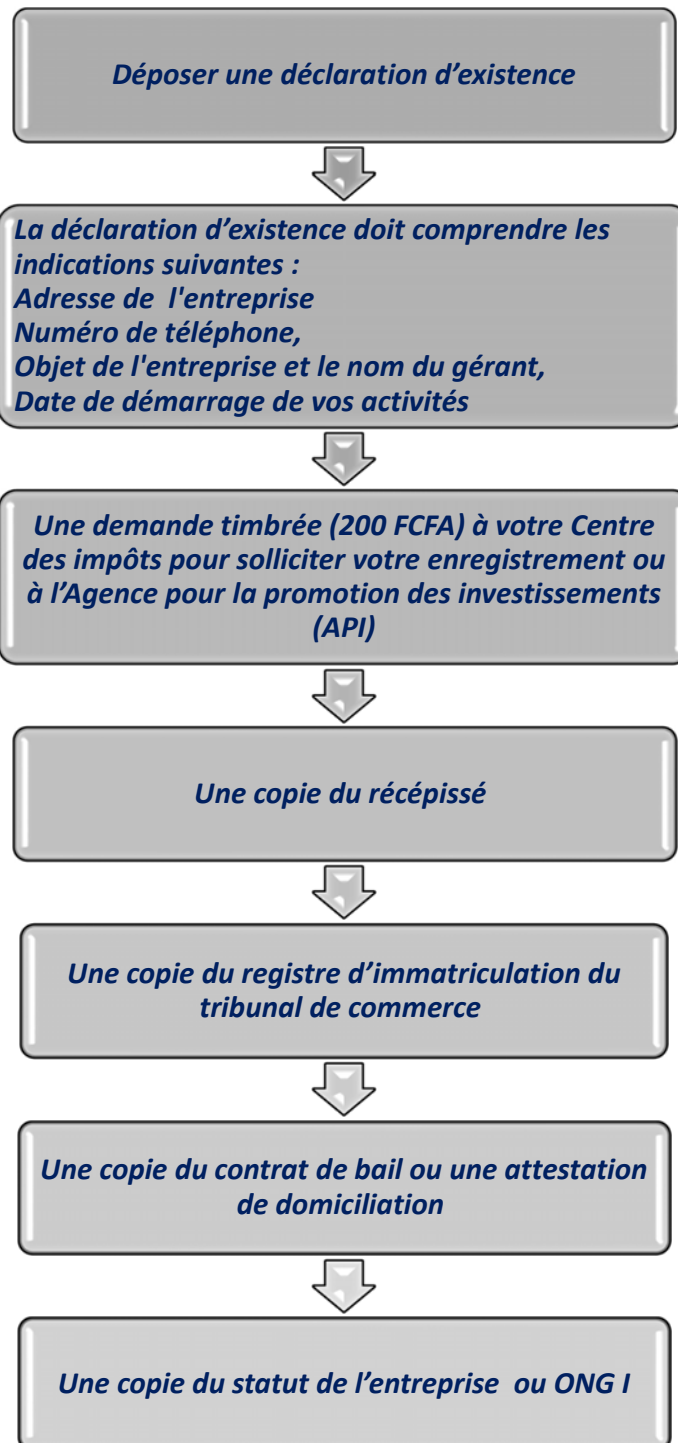 Déposer une déclaration d’existence
La déclaration d’existence doit comprendre les
indications suivantes :
Adresse de l'entreprise
Numéro de téléphone,
Objet de l'entreprise et le nom du gérant,
Date de démarrage de vos activités
Une demande timbrée (200 FCFA) à votre Centre
des impôts pour solliciter votre enregistrement ou
à l’Agence pour la promotion des investissements
(API)
Une copie du récépissé
Une copie du registre d’immatriculation du
tribunal de commerce
Une copie du contrat de bail ou une attestation
de domiciliation
Une copie du statut de l’entreprise ou ONG I